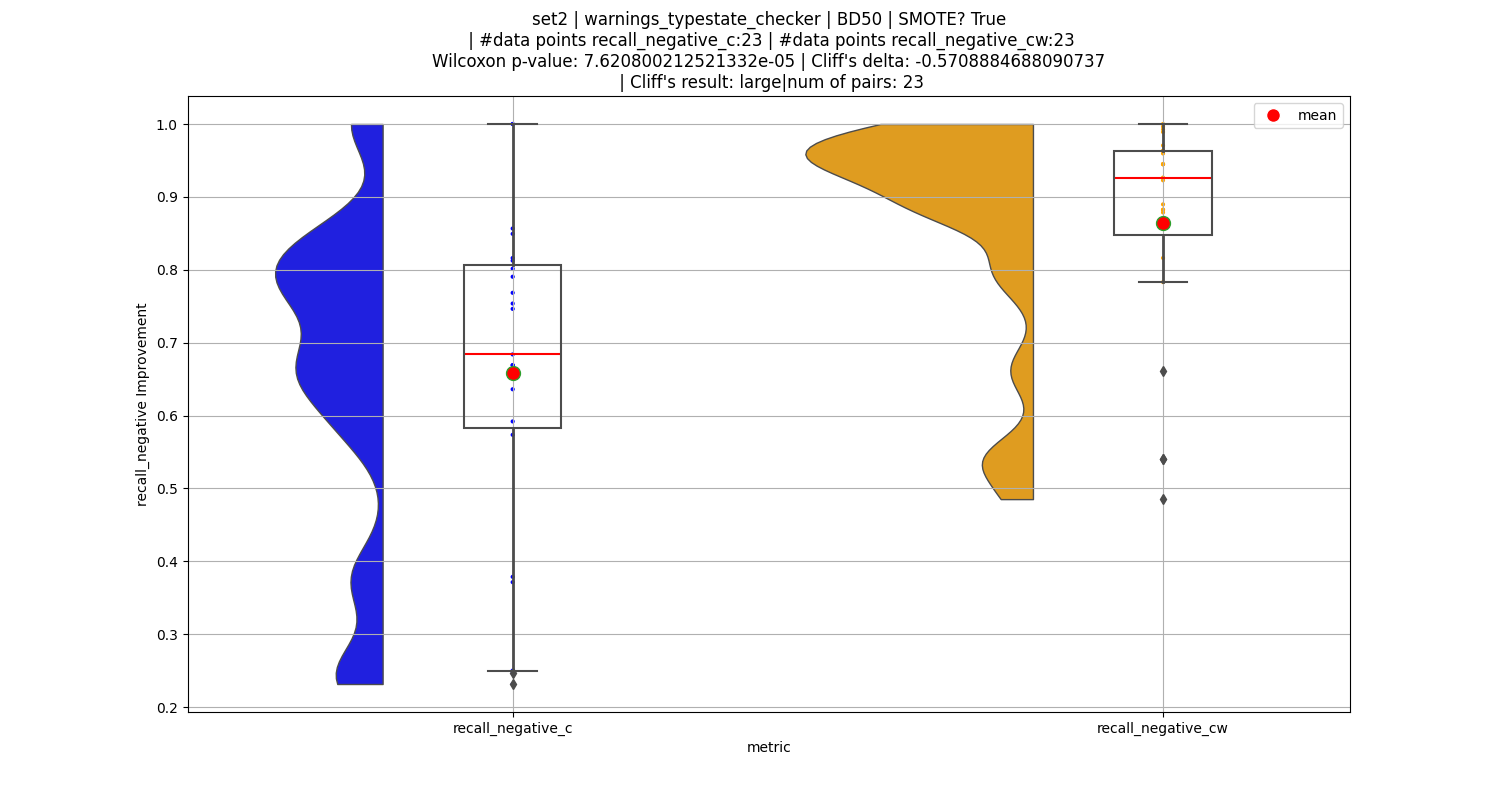 set2 | warnings_typestate_checker | BD50 | SMOTE? True
| #data points recall_negative_c:23 | #data points recall_negative_cw:23
Wilcoxon p-value: 7.620800212521332e-05 | Cliff's delta: -0.5708884688090737
| Cliff's result: large|num of pairs: 23
mean
1.0
0.9
0.8
0.7
0.6
0.5
0.4
0.3
0.2
recall_negative Improvement
recall_negative_c
recall_negative_cw
metric